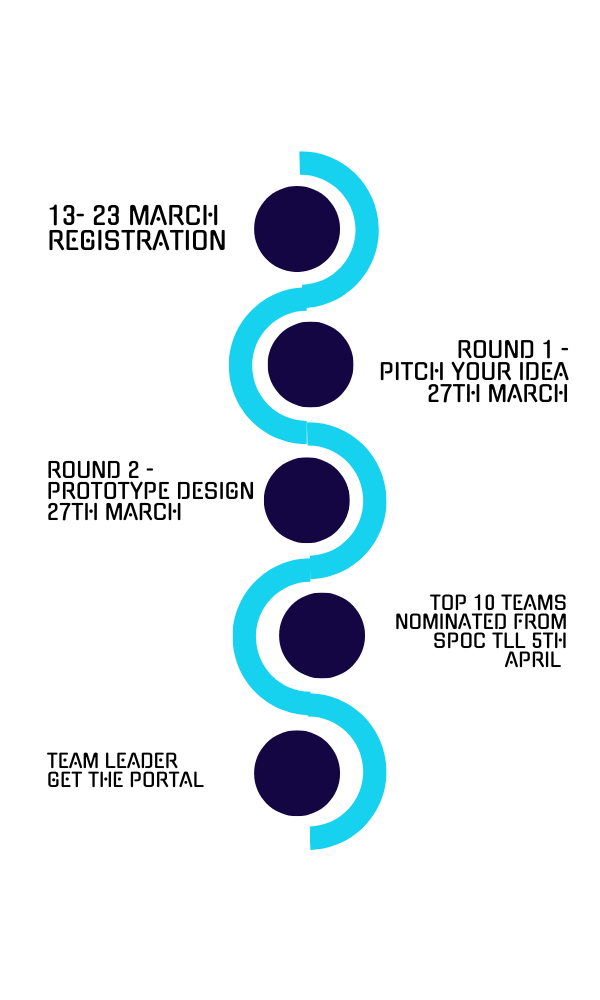 13- 23 MARCH
REGISTRATION
ROUND 1 -
PITCH YOUR IDEA
27TH MARCH
ROUND 2 -
PROTOTYPE DESIGN
27TH MARCH
TOP 10 TEAMS
NOMINATED FROM
SPOC TLL 5TH
APRIL
TEAM LEADER
GET THE PORTAL